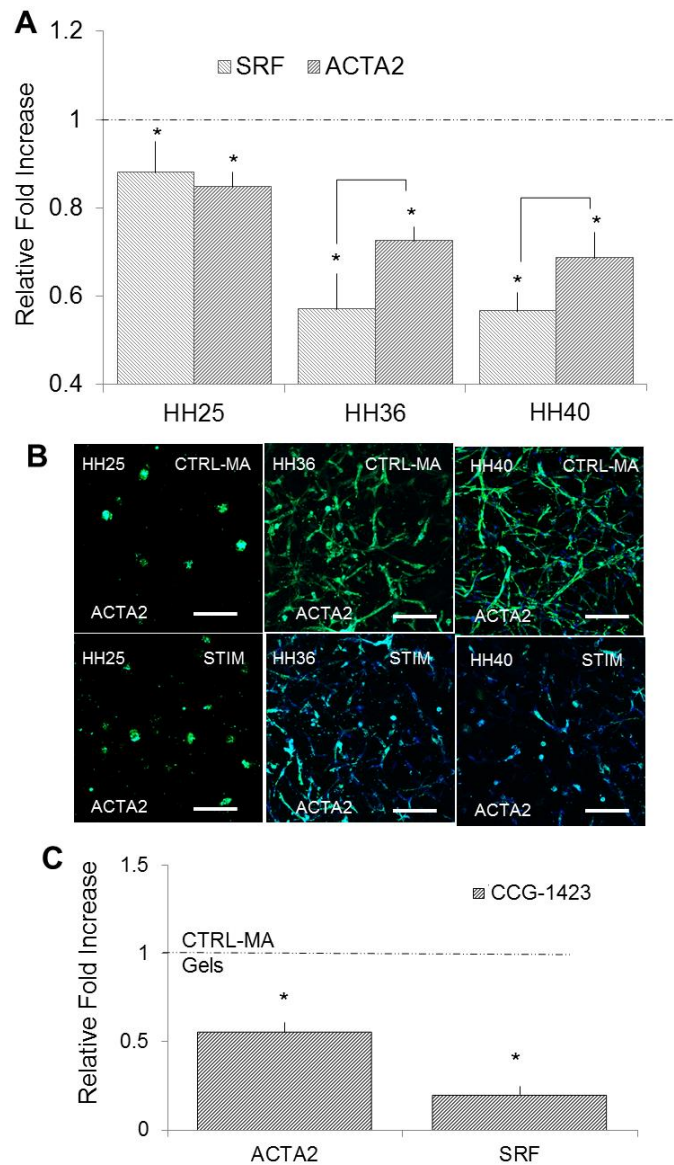 A
1.2
SRF ACTA2
1
* *
* *
* *
0.8
0.6
0.4
Relative Fold Increase
HH25 HH36 HH40
B
HH25 CTRL-MA
ACTA2
HH36 CTRL-MA
ACTA2
HH40 CTRL-MA
ACTA2
HH25 STIM
ACTA2
HH36 STIM
ACTA2
HH40 STIM
ACTA2
C
1.5
CCG-1423
1
CTRL-MA
Gels
*
*
0.5
0
Relative Fold Increase
ACTA2 SRF